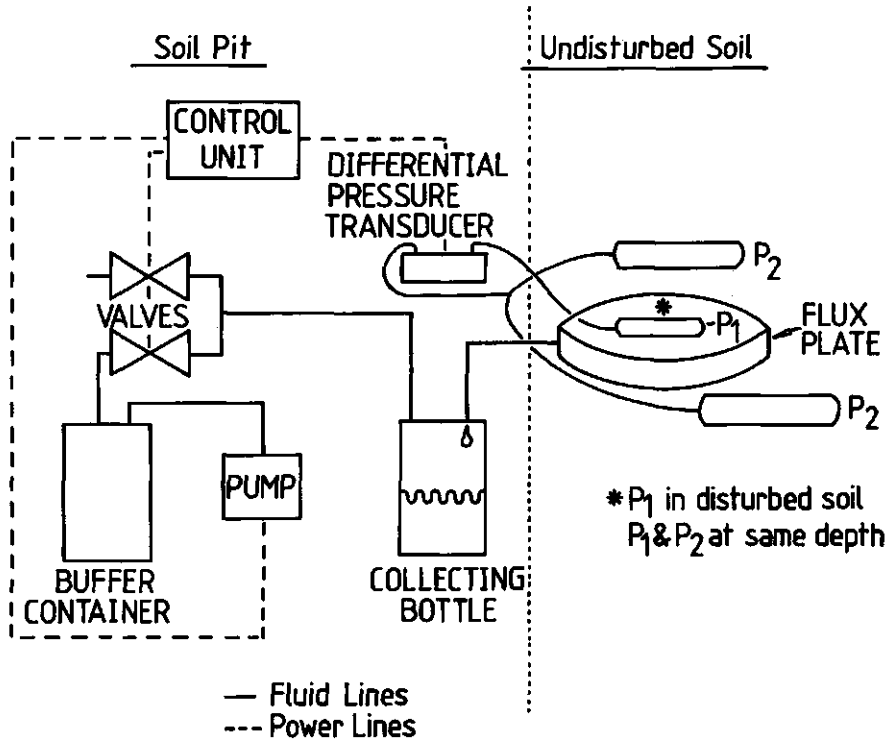 Soil Pit
Undisturbed Soil
CONTROL
UNIT
DIFFERENTIAL
PRESSURE
TRANSDUCER
P2
VALVES
*
P1
FLUX
PLATE
P2
PUMP
* P1 in disturbed soil
P1 & P2 at same depth
BUFFER
CONTAINER
COLLECTING
BOTTLE
— Fluid Lines
--- Power Lines